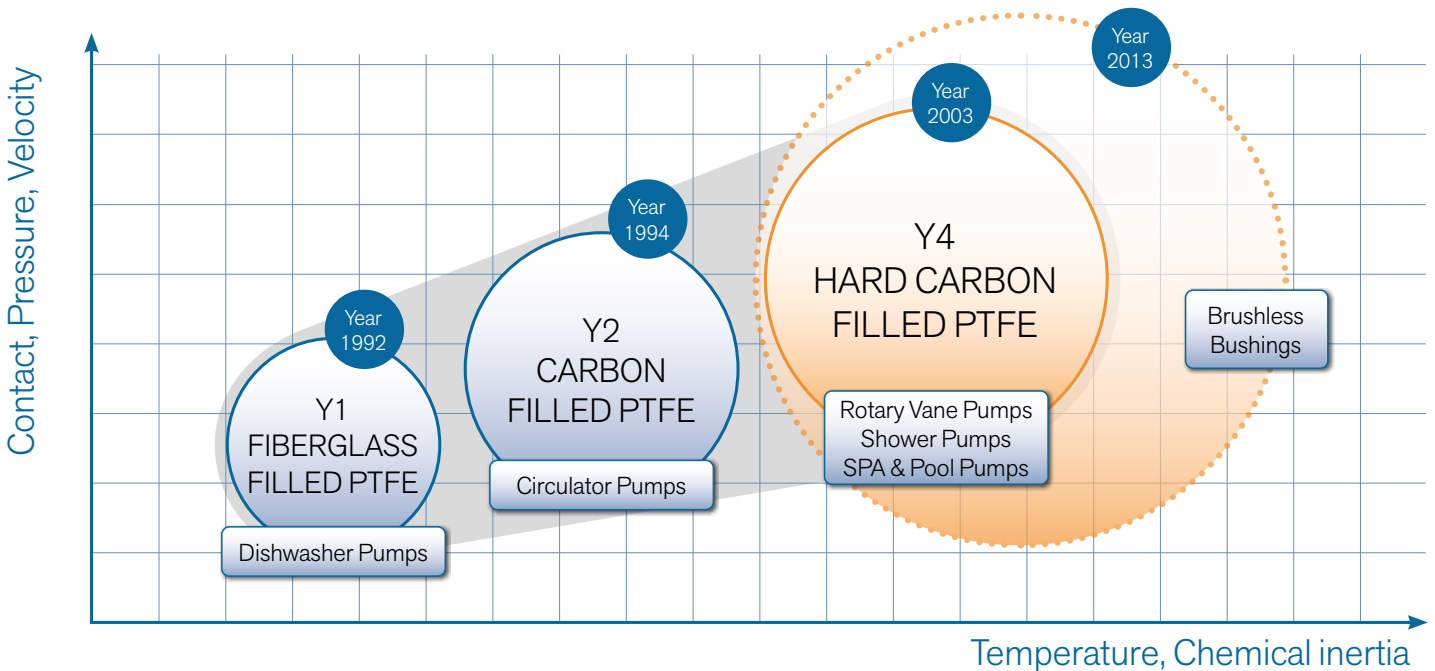 Contact, Pressure, Velocity
Year
1992
Y1
FIBERGLASS
FILLED PTFE
Dishwasher Pumps
Year
1994
Y2
CARBON
FILLED PTFE
Circulator Pumps
Year
2003
Y4
HARD CARBON
FILLED PTFE
Rotary Vane Pumps
Shower Pumps
SPA & Pool Pumps
Year
2013
Brushless
Bushings
Temperature, Chemical inertia